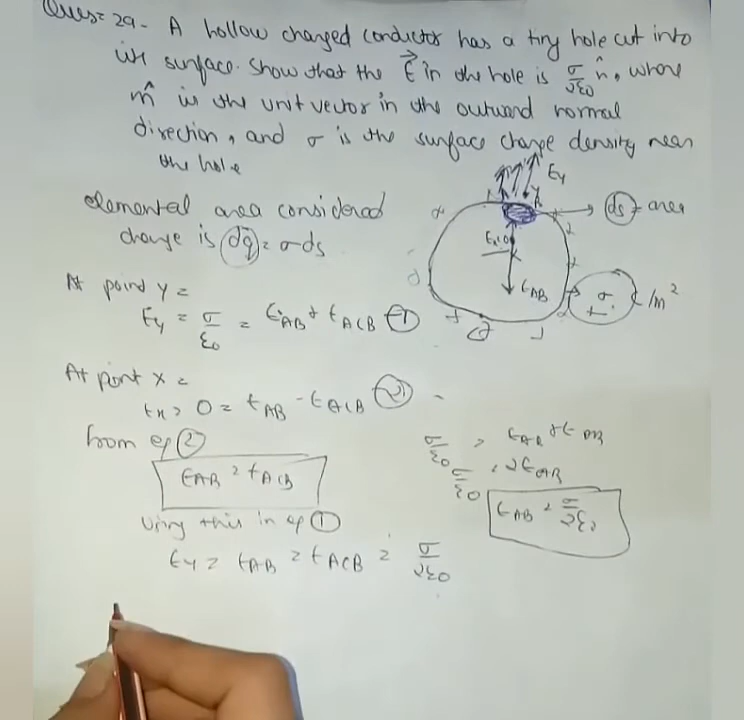 Ques= 29- A hollow charged conductor has a tiny hole cut into
its surface. Show that the E⃗ in the hole is σ/2ε0 n̂, where
n̂ is the unit vector in the outward normal
direction, and σ is the surface charge density near
the hole
Ey
elemental area considered
ds = area
charge is dq = σds
EAB
σ C/m²
At point Y =
Ey = σ/ε0 = EAB + EACB ①
At point X =
Ex = 0 = EAB - EACB ②
from eq ②
EAB = EACB
σ/ε0 = EAB + EAB
σ/ε0 = 2EAB
EAB = σ/2ε0
Using this in eq ①
Ey = EAB = EACB = σ/2ε0